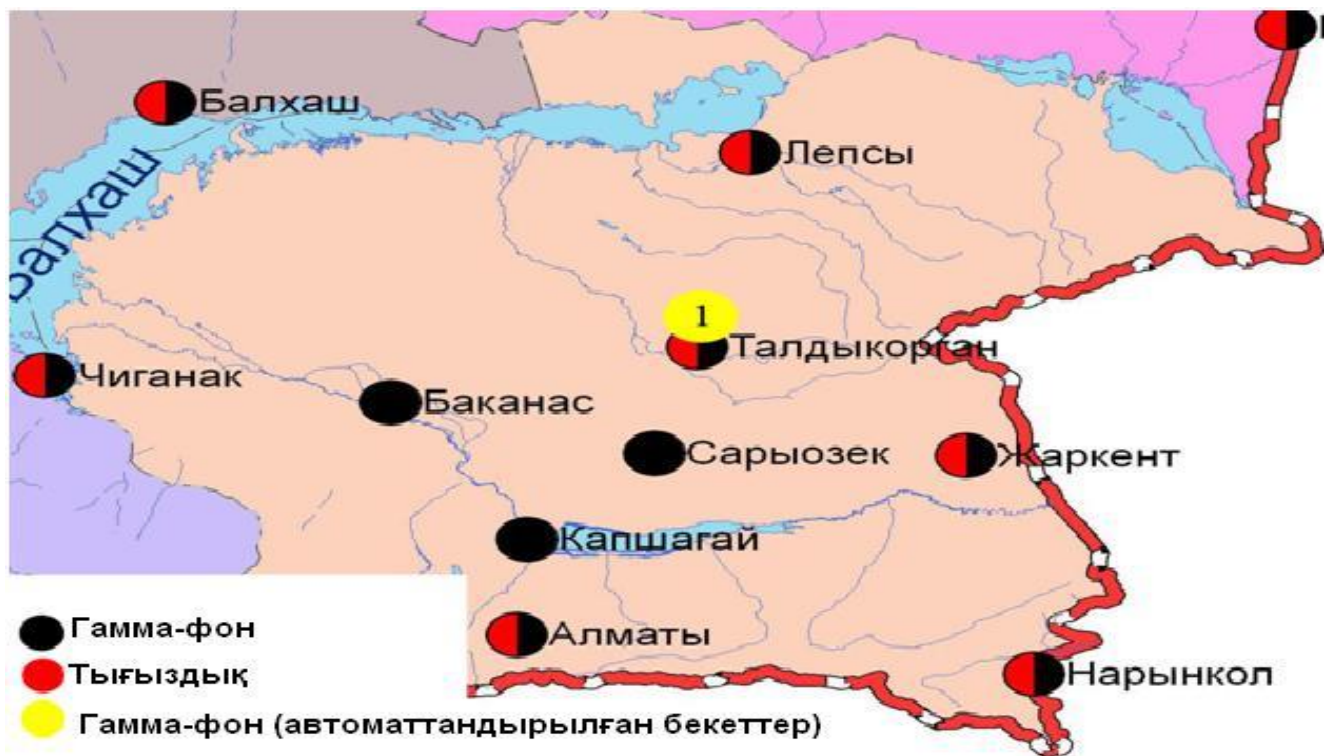 Балхаш
Лепсы
Балхаш
1
Талдыкорган
Чиганак
Баканас
Сарыозек
Жаркент
Капшагай
Гамма-фон
Алматы
Тығыздық
Нарынкол
Гамма-фон (автоматтандырылған бекеттер)